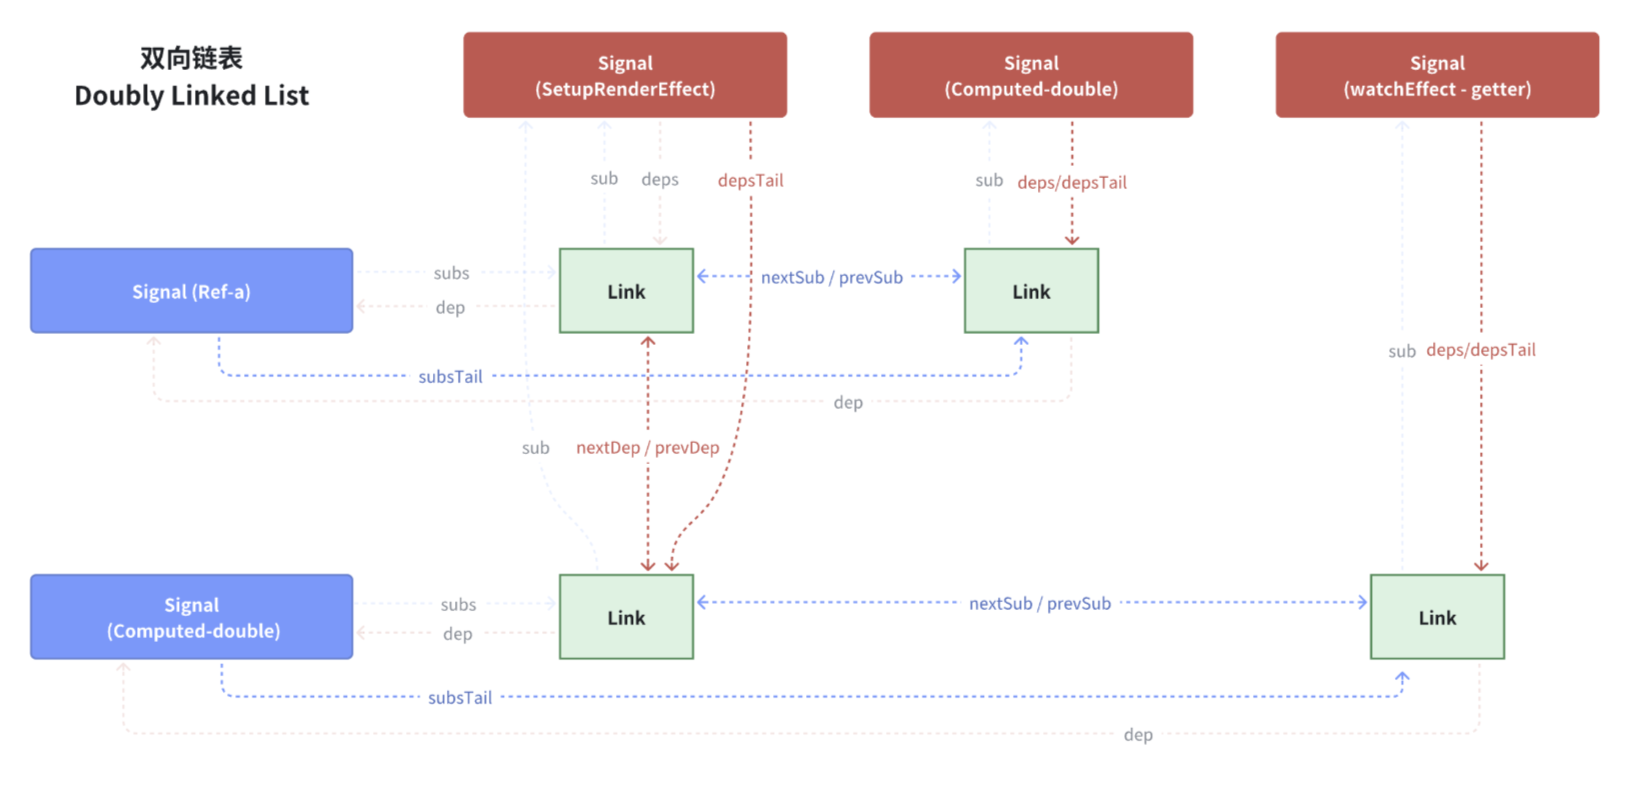 双向链表
Doubly Linked List
Signal
(SetupRenderEffect)
Signal
(Computed-double)
Signal
(watchEffect - getter)
sub
deps
depsTail
sub
deps/depsTail
Signal (Ref-a)
subs
dep
Link
nextSub / prevSub
Link
sub
deps/depsTail
subsTail
dep
sub
nextDep / prevDep
Signal
(Computed-double)
subs
dep
Link
nextSub / prevSub
Link
subsTail
dep